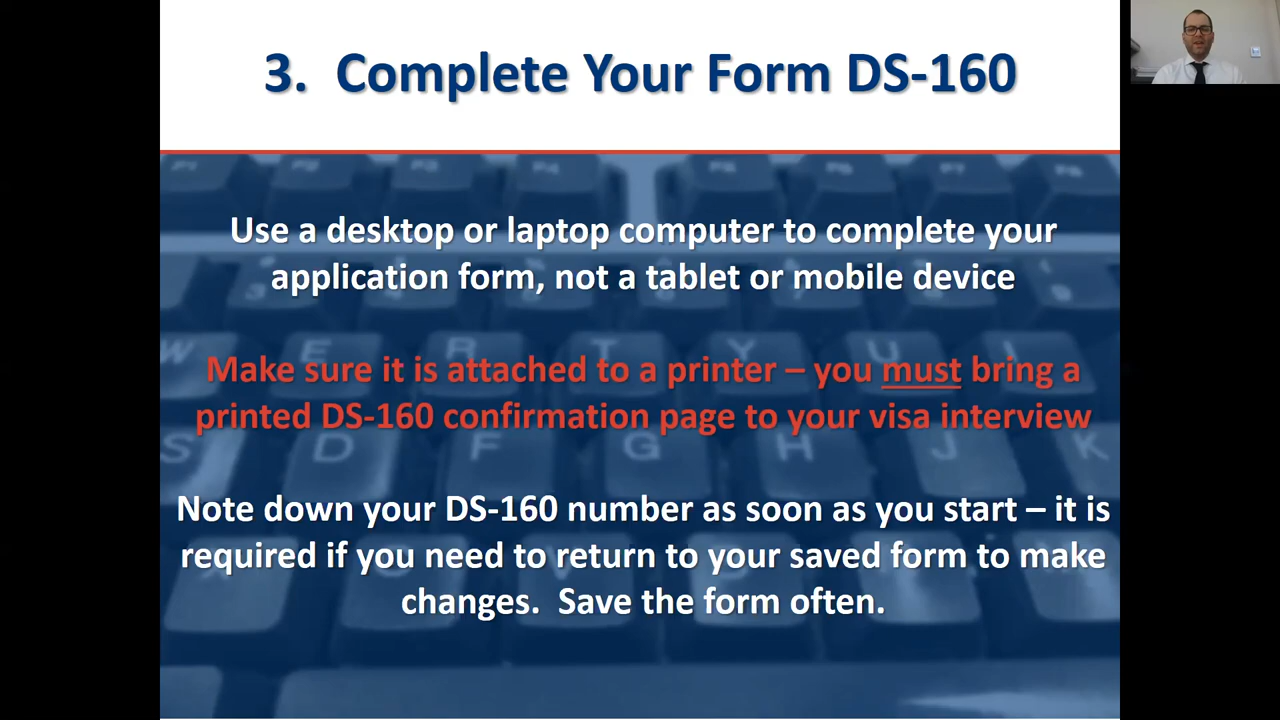 3. Complete Your Form DS-160
Use a desktop or laptop computer to complete your
application form, not a tablet or mobile device
Make sure it is attached to a printer – you must bring a
printed DS-160 confirmation page to your visa interview
Note down your DS-160 number as soon as you start – it is
required if you need to return to your saved form to make
changes. Save the form often.